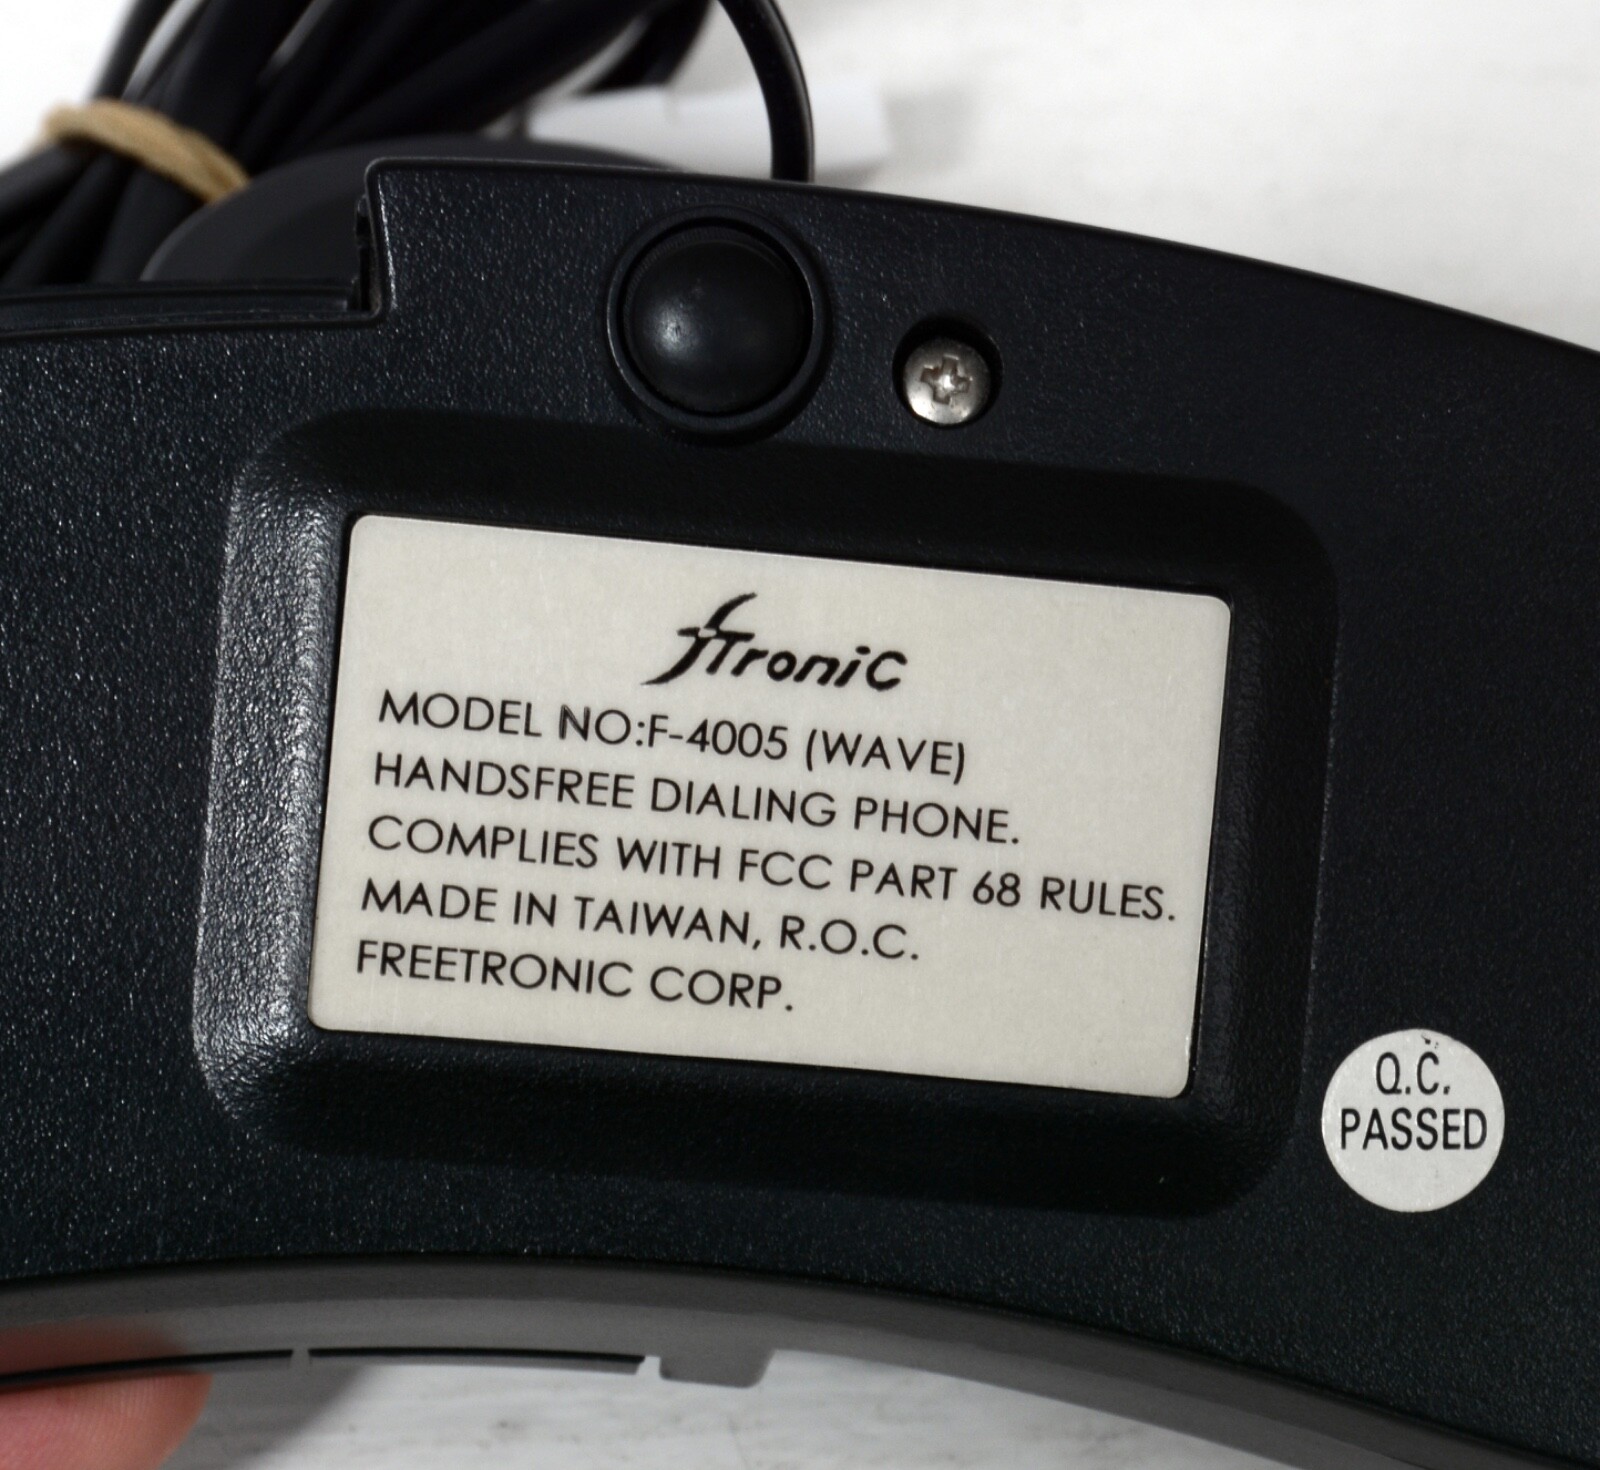 fTroniC
MODEL NO:F-4005 (WAVE)
HANDSFREE DIALING PHONE.
COMPLIES WITH FCC PART 68 RULES.
MADE IN TAIWAN, R.O.C.
FREETRONIC CORP.
Q.C.
PASSED